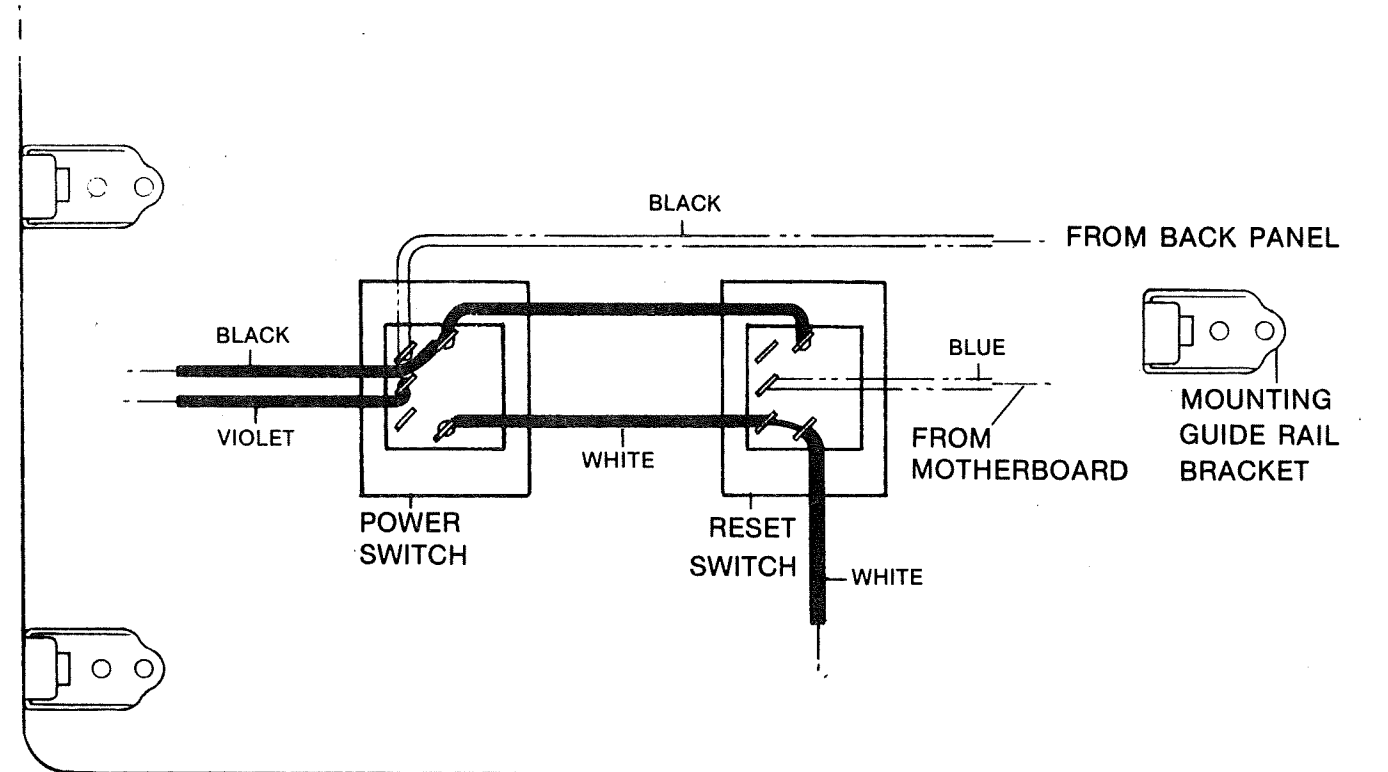 BLACK
FROM BACK PANEL
BLACK
BLUE
VIOLET
WHITE
FROM
MOTHERBOARD
MOUNTING
GUIDE RAIL
BRACKET
POWER
SWITCH
RESET
SWITCH
WHITE